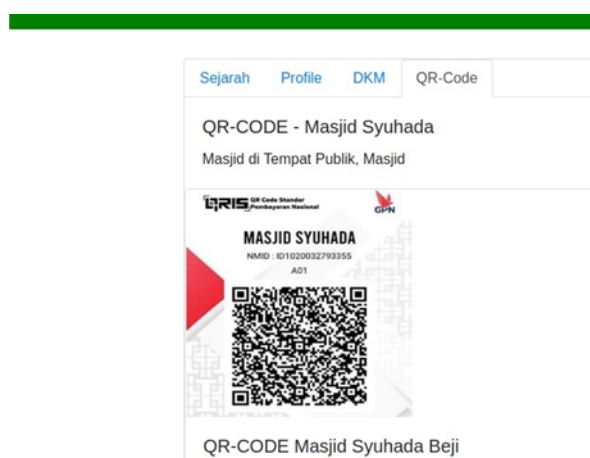 Sejarah Profile DKM QR-Code
QR-CODE - Masjid Syuhada
Masjid di Tempat Publik, Masjid
QRIS QR Code Standar
Pembayaran Nasional
GPN
MASJID SYUHADA
NMID : ID1020032793355
A01
QR-CODE Masjid Syuhada Beji